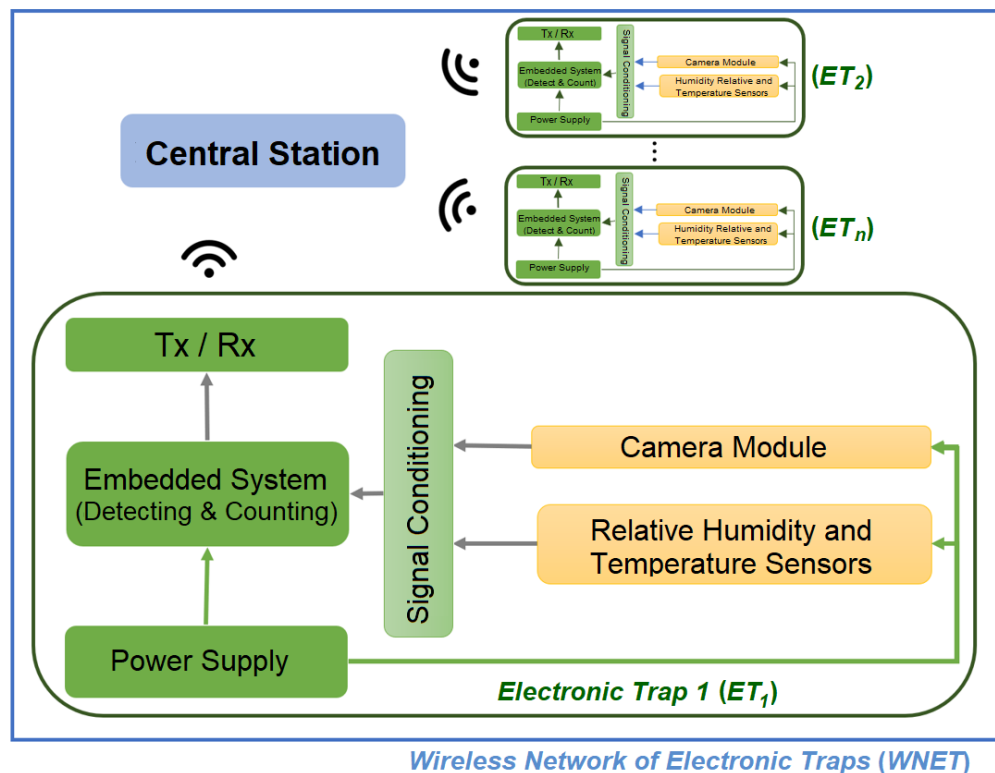 Tx / Rx
Embedded System
(Detect & Count)
Power Supply
Signal Conditioning
Camera Module
Humidity Relative and
Temperature Sensors
(ET2)
Central Station
Tx / Rx
Embedded System
(Detect & Count)
Power Supply
Signal Conditioning
Camera Module
Humidity Relative and
Temperature Sensors
(ETn)
Tx / Rx
Embedded System
(Detecting & Counting)
Power Supply
Signal Conditioning
Camera Module
Relative Humidity and
Temperature Sensors
Electronic Trap 1 (ET1)
Wireless Network of Electronic Traps (WNET)